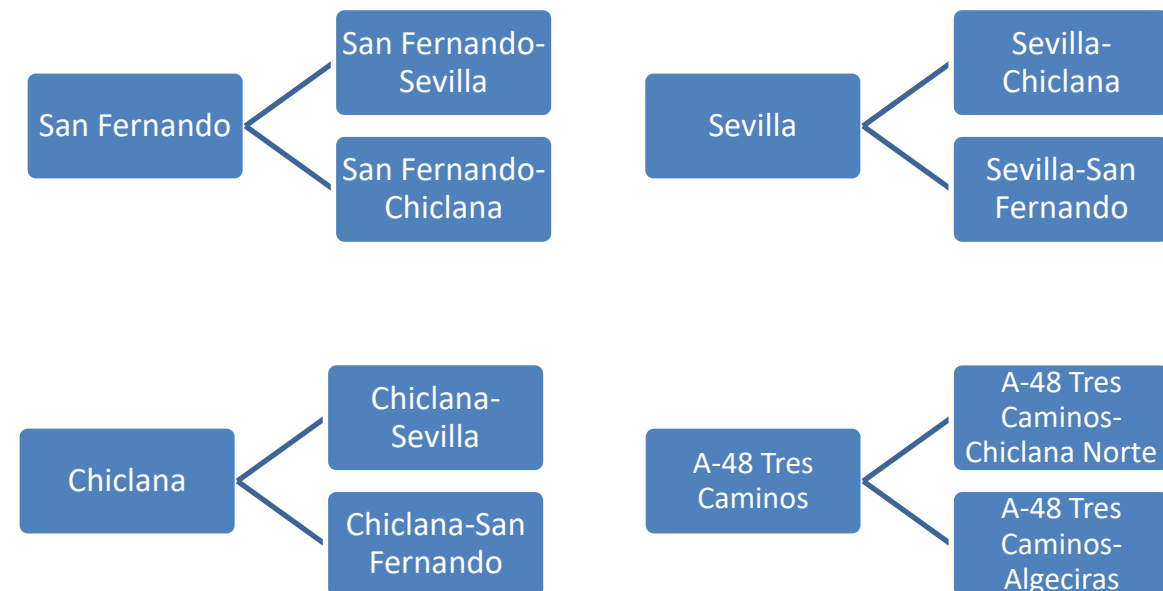 San Fernando
San Fernando-
Sevilla
San Fernando-
Chiclana
Sevilla
Sevilla-
Chiclana
Sevilla-San
Fernando
Chiclana
Chiclana-
Sevilla
Chiclana-San
Fernando
A-48 Tres
Caminos
A-48 Tres
Caminos-
Chiclana Norte
A-48 Tres
Caminos-
Algeciras